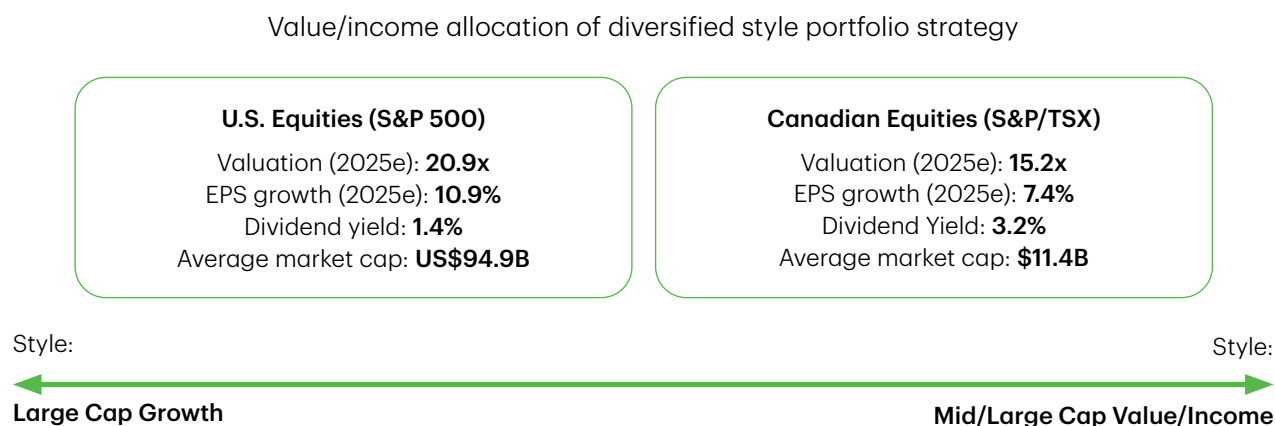 Value/income allocation of diversified style portfolio strategy
U.S. Equities (S&P 500)
Valuation (2025e): 20.9x
EPS growth (2025e): 10.9%
Dividend yield: 1.4%
Average market cap: US$94.9B
Canadian Equities (S&P/TSX)
Valuation (2025e): 15.2x
EPS growth (2025e): 7.4%
Dividend Yield: 3.2%
Average market cap: $11.4B
Style:
Large Cap Growth
Style:
Mid/Large Cap Value/Income